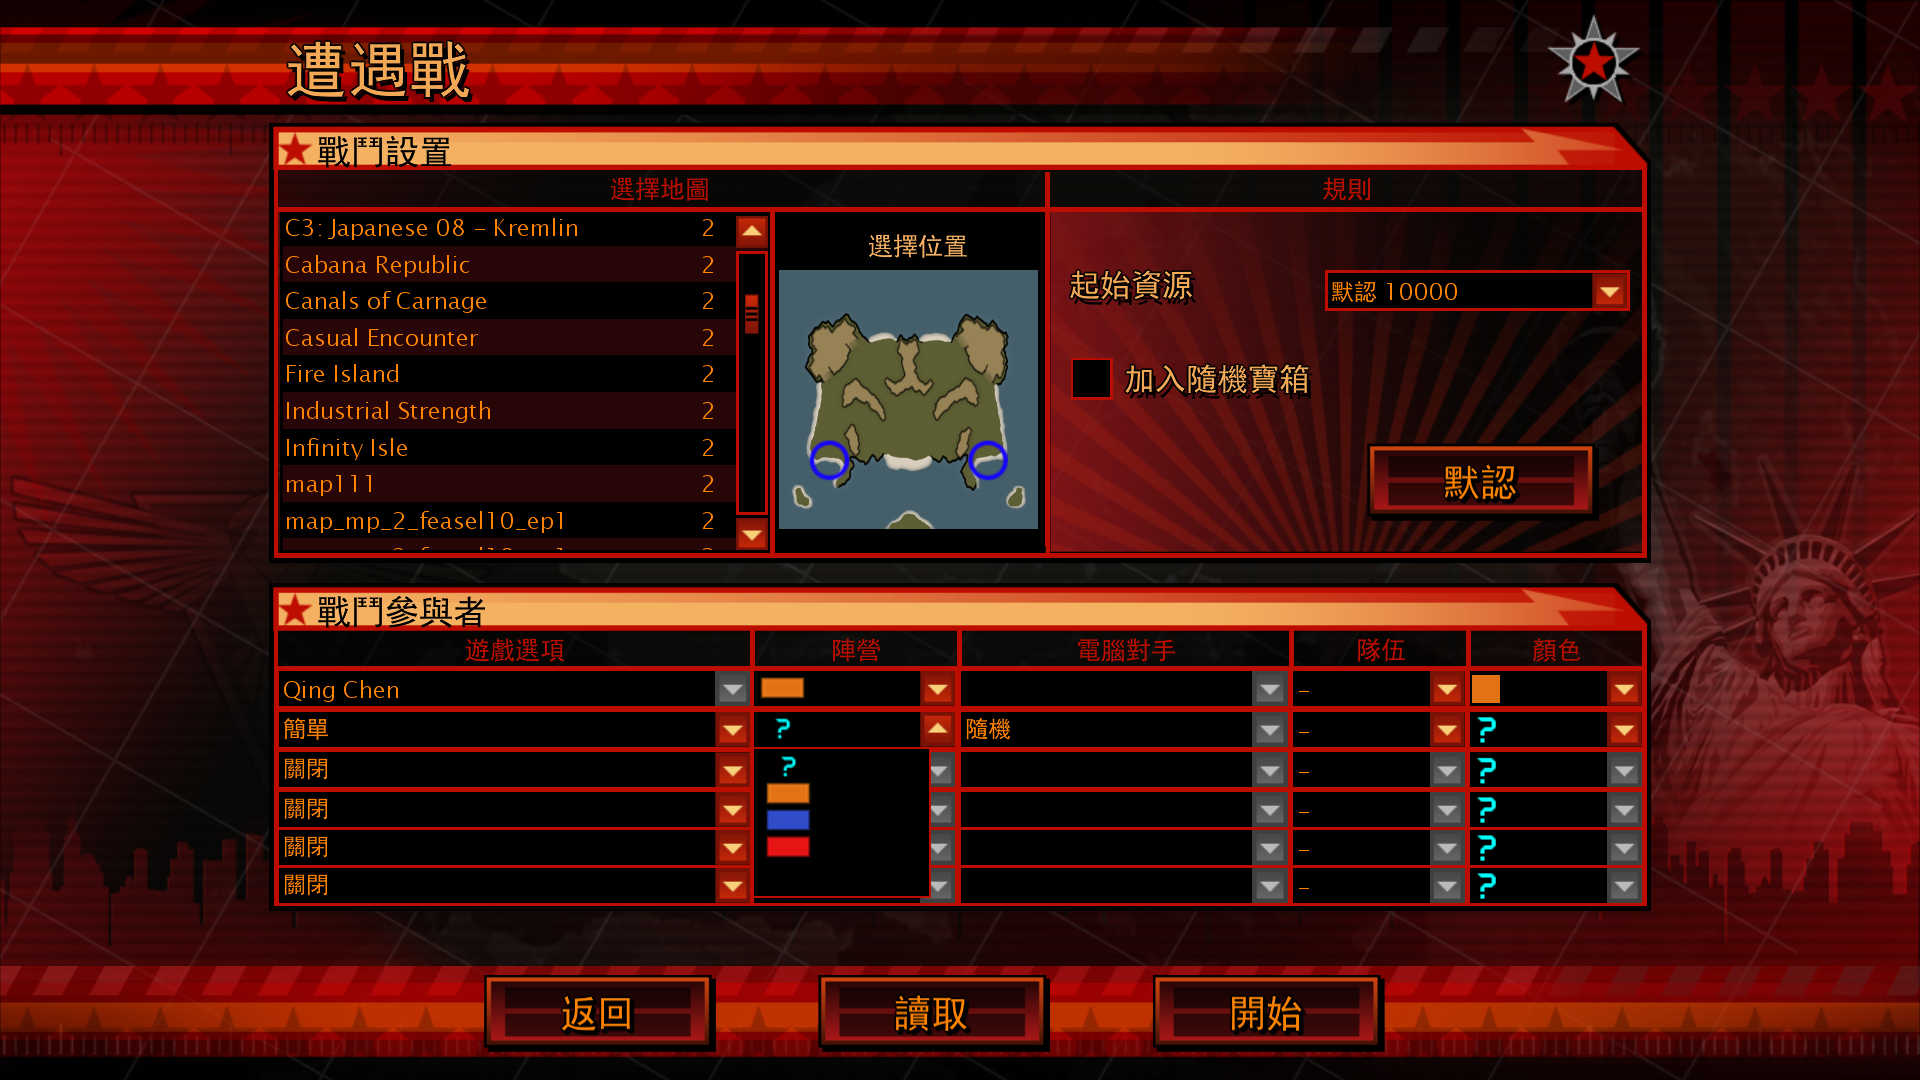 遭遇戰
戰鬥設置
選擇地圖
規則
C3: Japanese 08 – Kremlin 2
Cabana Republic 2
Canals of Carnage 2
Casual Encounter 2
Fire Island 2
Industrial Strength 2
Infinity Isle 2
map111 2
map_mp_2_feasel10_ep1 2
選擇位置
起始資源
默認 10000
加入隨機寶箱
默認
戰鬥參與者
遊戲選項 陣營 電腦對手 隊伍 顏色
Qing Chen –
簡單 ? 隨機 – ?
?
關閉 – ?
關閉 – ?
關閉 – ?
關閉 – ?
返回 讀取 開始